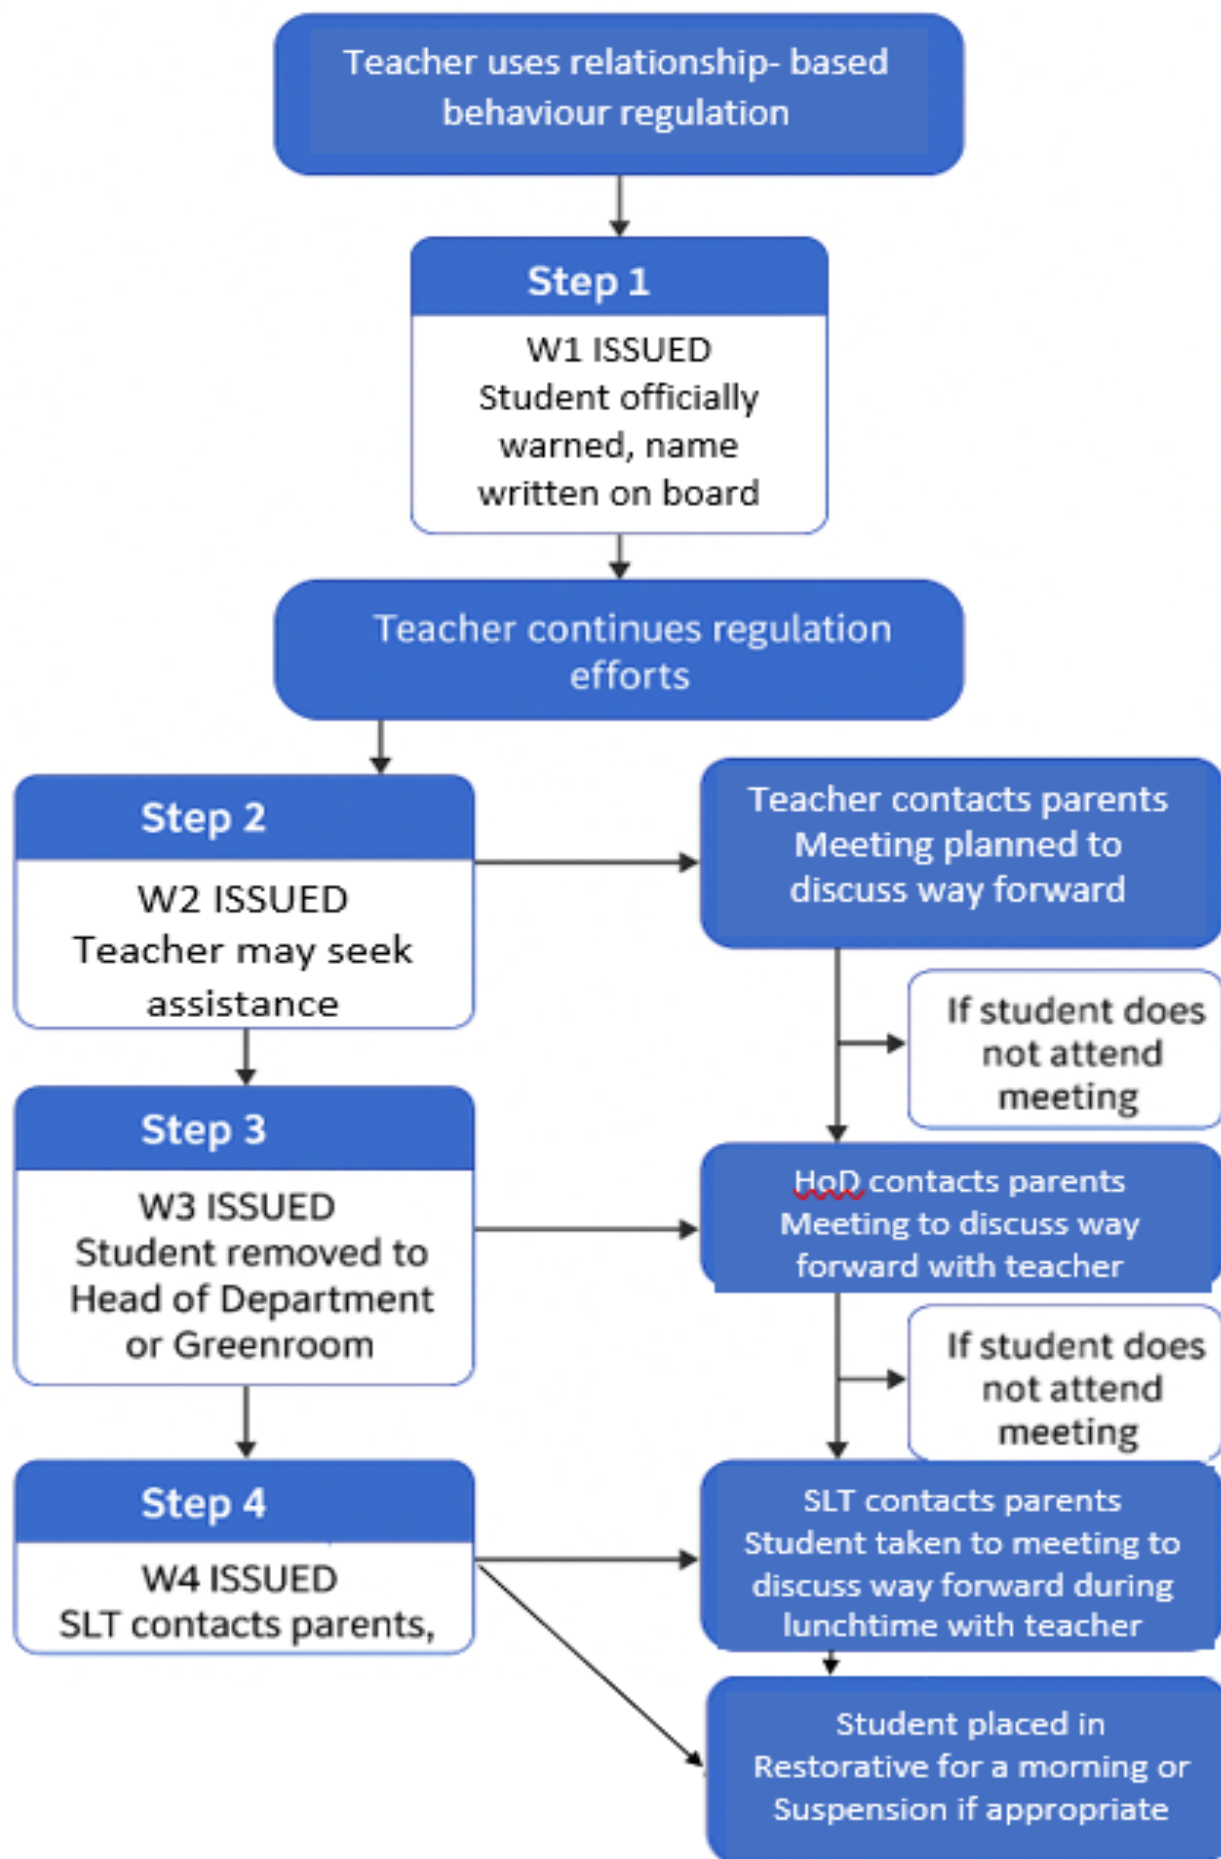 Teacher uses relationship- based
behaviour regulation
Step 1
W1 ISSUED
Student officially
warned, name
written on board
Teacher continues regulation
efforts
Step 2
W2 ISSUED
Teacher may seek
assistance
Teacher contacts parents
Meeting planned to
discuss way forward
If student does
not attend
meeting
Step 3
W3 ISSUED
Student removed to
Head of Department
or Greenroom
HoD contacts parents
Meeting to discuss way
forward with teacher
If student does
not attend
meeting
Step 4
W4 ISSUED
SLT contacts parents,
SLT contacts parents
Student taken to meeting to
discuss way forward during
lunchtime with teacher
Student placed in
Restorative for a morning or
Suspension if appropriate